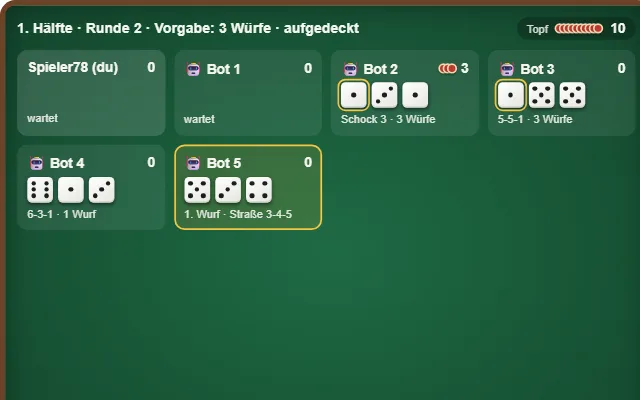 1. Hälfte · Runde 2 · Vorgabe: 3 Würfe · aufgedeckt
Topf 10
Spieler78 (du) 0
wartet
Bot 1 0
wartet
Bot 2 3
Schock 3 · 3 Würfe
Bot 3 0
5-5-1 · 3 Würfe
Bot 4 0
6-3-1 · 1 Wurf
Bot 5 0
1. Wurf · Straße 3-4-5